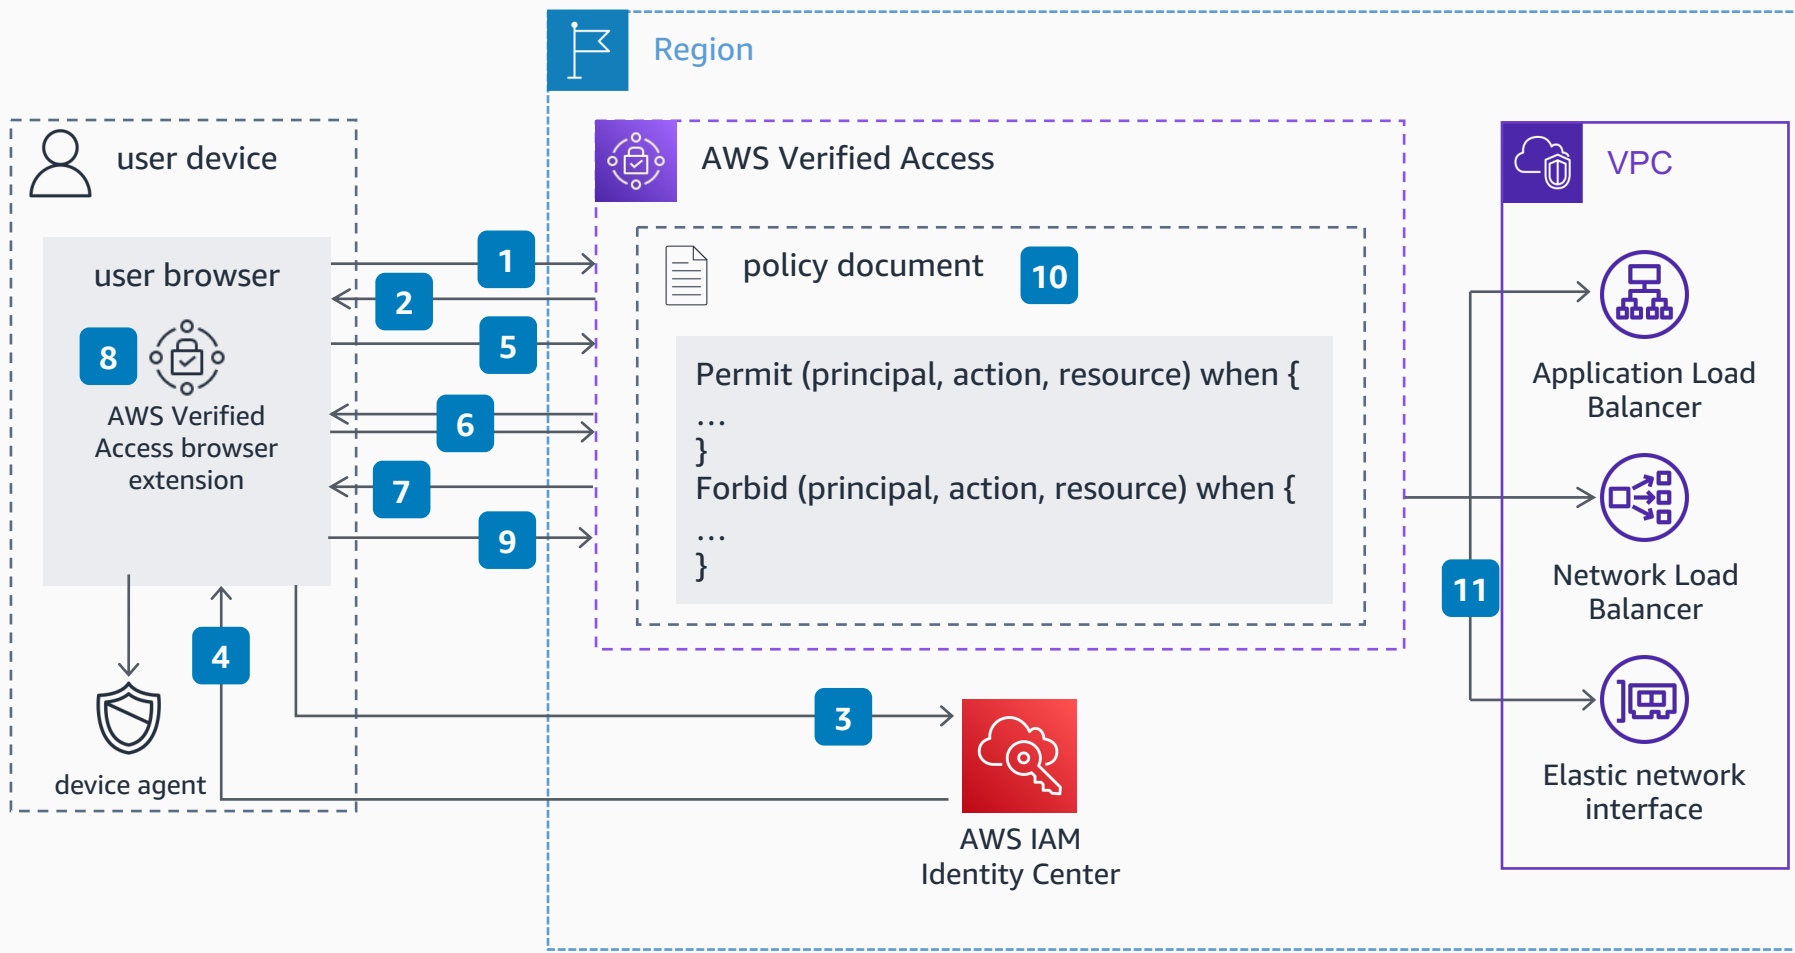 Region
user device
user browser
8
AWS Verified
Access browser
extension
device agent
1
2
5
6
7
9
4
3
AWS Verified Access
policy document
10
Permit (principal, action, resource) when {
...
}
Forbid (principal, action, resource) when {
...
}
AWS IAM
Identity Center
11
VPC
Application Load
Balancer
Network Load
Balancer
Elastic network
interface